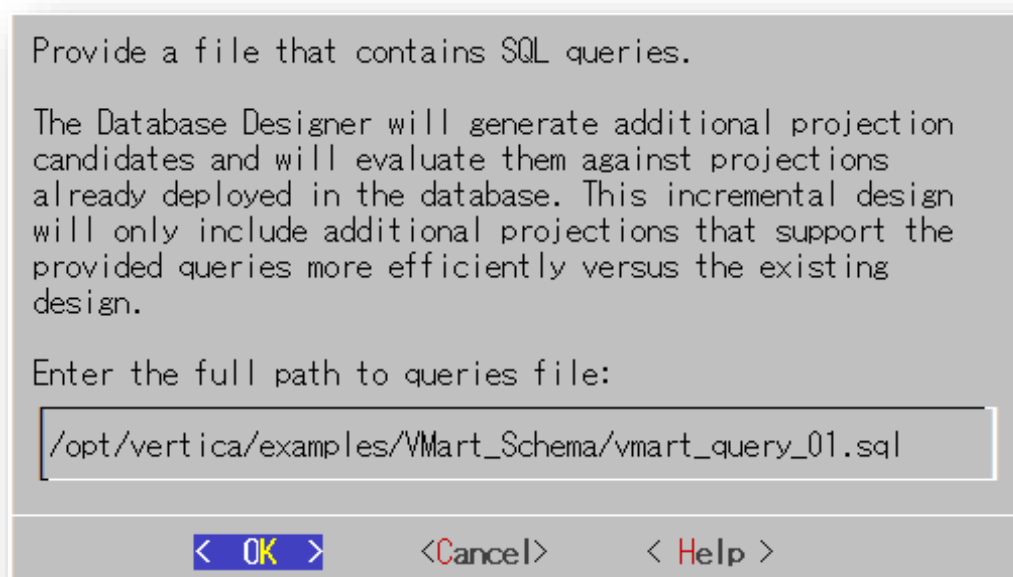 Provide a file that contains SQL queries.
The Database Designer will generate additional projection
candidates and will evaluate them against projections
already deployed in the database. This incremental design
will only include additional projections that support the
provided queries more efficiently versus the existing
design.
Enter the full path to queries file:
/opt/vertica/examples/VMart_Schema/vmart_query_01.sql
< OK > <Cancel> < Help >